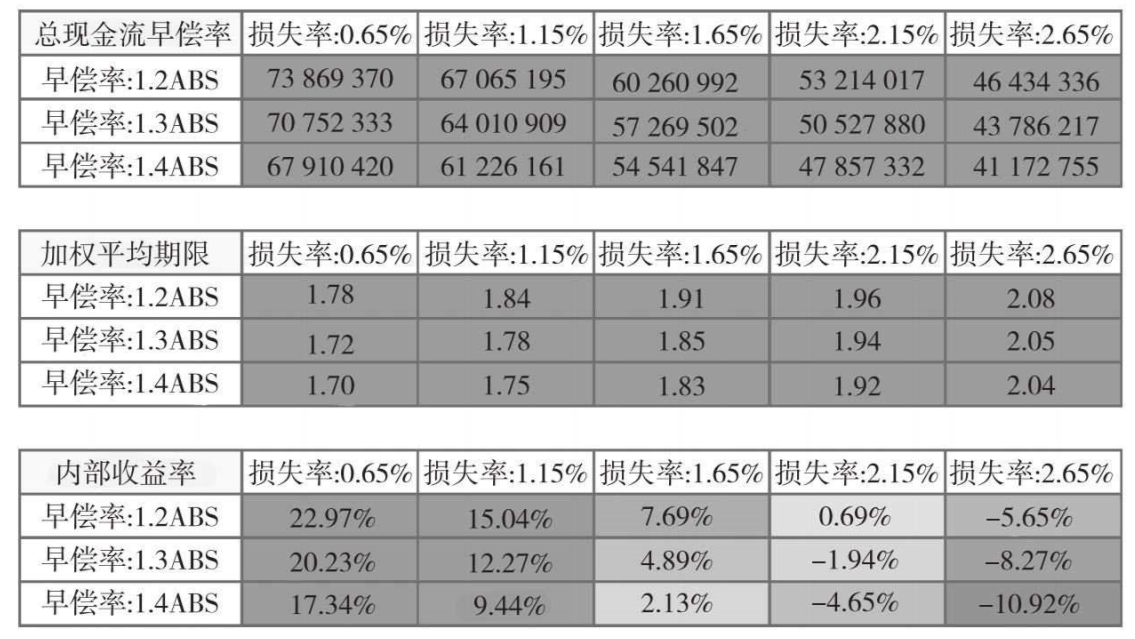 总现金流早偿率 损失率:0.65% 损失率:1.15% 损失率:1.65% 损失率:2.15% 损失率:2.65%
早偿率:1.2ABS 73 869 370 67 065 195 60 260 992 53 214 017 46 434 336
早偿率:1.3ABS 70 752 333 64 010 909 57 269 502 50 527 880 43 786 217
早偿率:1.4ABS 67 910 420 61 226 161 54 541 847 47 857 332 41 172 755
加权平均期限 损失率:0.65% 损失率:1.15% 损失率:1.65% 损失率:2.15% 损失率:2.65%
早偿率:1.2ABS 1.78 1.84 1.91 1.96 2.08
早偿率:1.3ABS 1.72 1.78 1.85 1.94 2.05
早偿率:1.4ABS 1.70 1.75 1.83 1.92 2.04
内部收益率 损失率:0.65% 损失率:1.15% 损失率:1.65% 损失率:2.15% 损失率:2.65%
早偿率:1.2ABS 22.97% 15.04% 7.69% 0.69% −5.65%
早偿率:1.3ABS 20.23% 12.27% 4.89% −1.94% −8.27%
早偿率:1.4ABS 17.34% 9.44% 2.13% −4.65% −10.92%